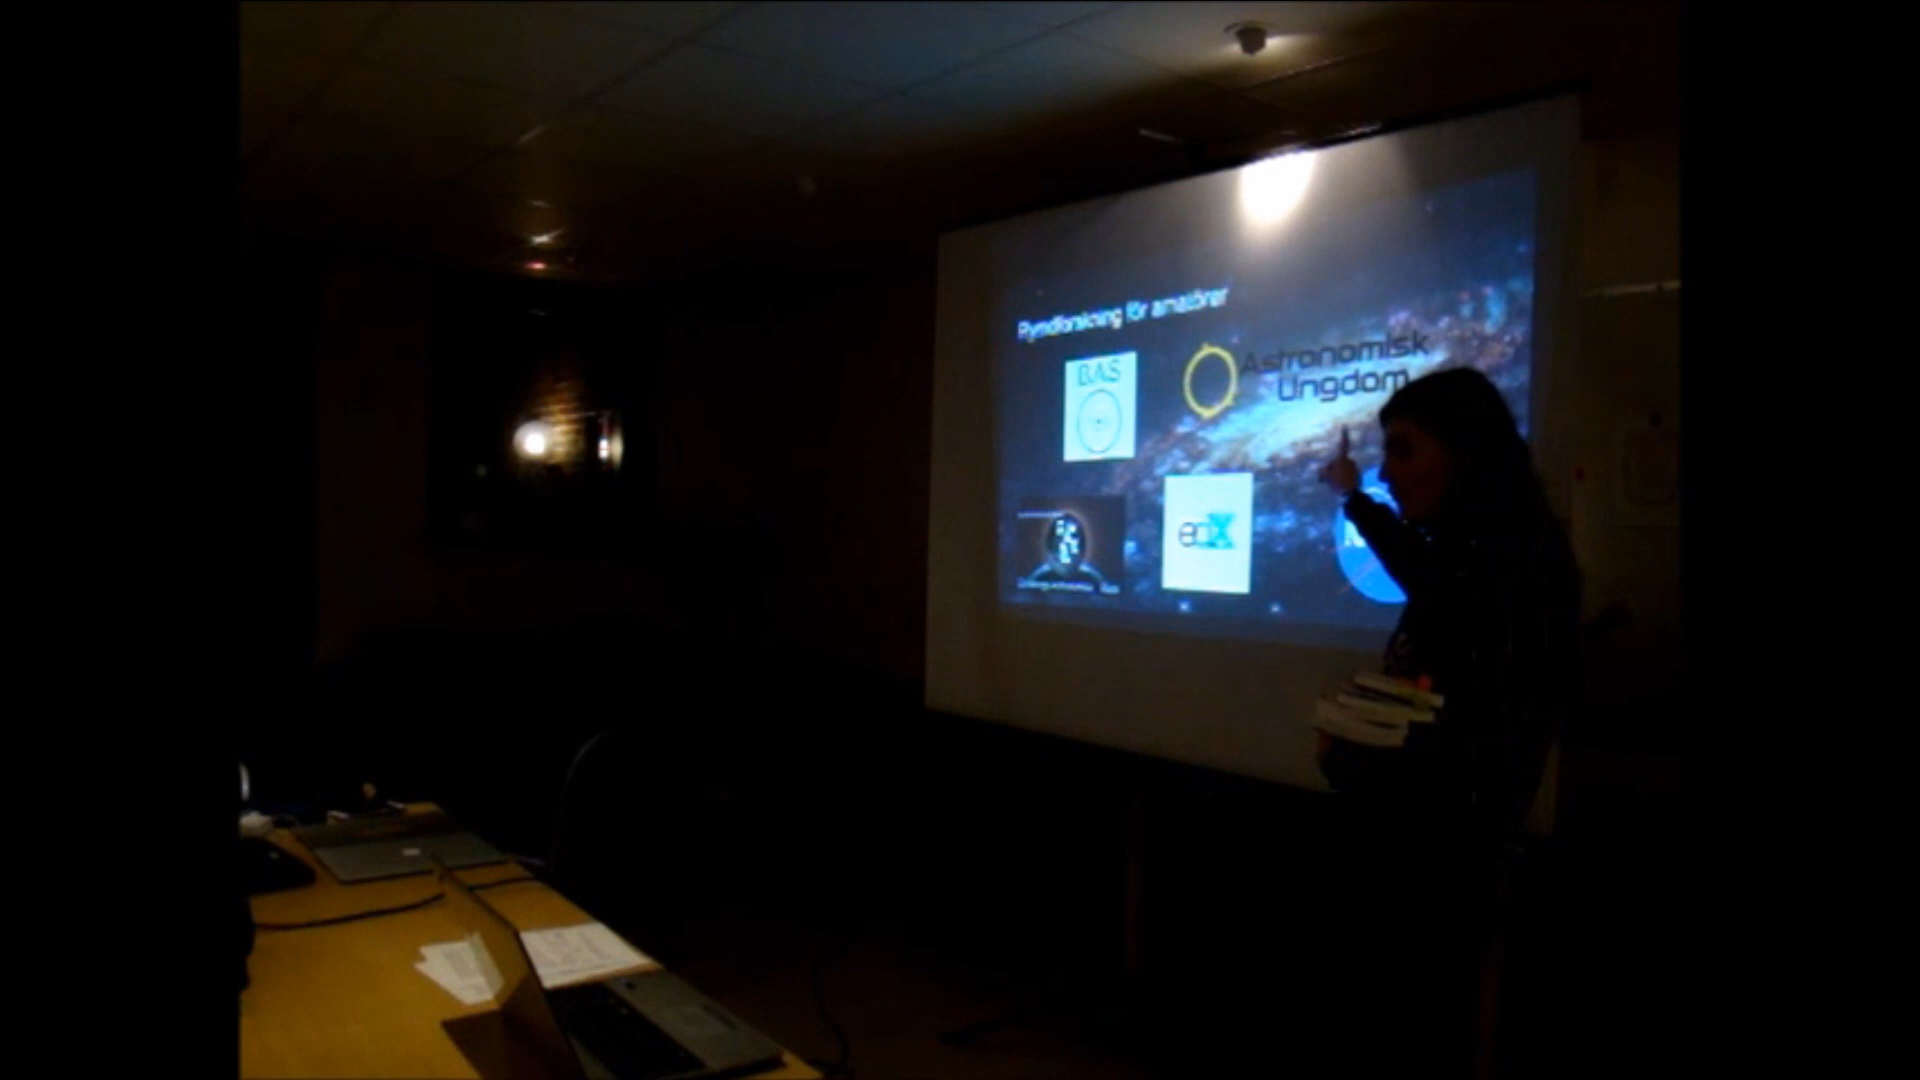 Rymdforskning för amatörer
BAS
Astronomisk
Ungdom
edX